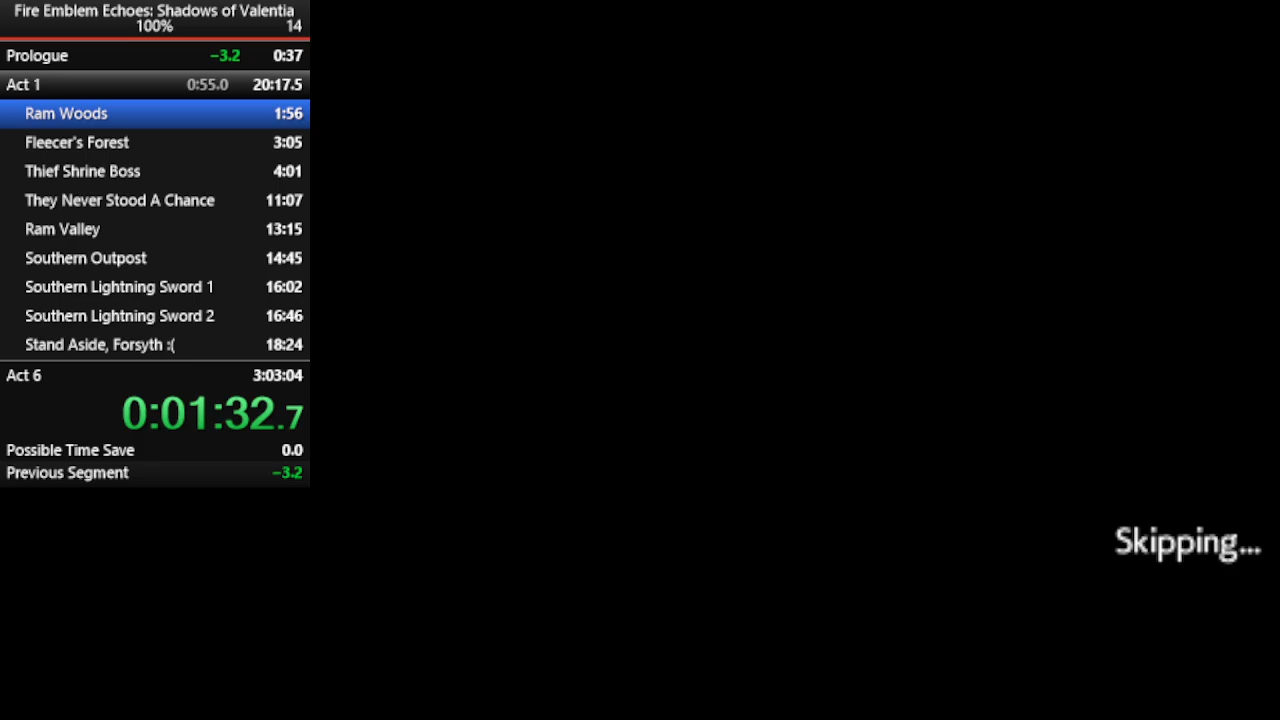 Fire Emblem Echoes: Shadows of Valentia
100% 14
Prologue -3.2 0:37
Act 1 0:55.0 20:17.5
Ram Woods 1:56
Fleecer's Forest 3:05
Thief Shrine Boss 4:01
They Never Stood A Chance 11:07
Ram Valley 13:15
Southern Outpost 14:45
Southern Lightning Sword 1 16:02
Southern Lightning Sword 2 16:46
Stand Aside, Forsyth :( 18:24
Act 6 3:03:04
0:01:32.7
Possible Time Save 0.0
Previous Segment -3.2
Skipping...